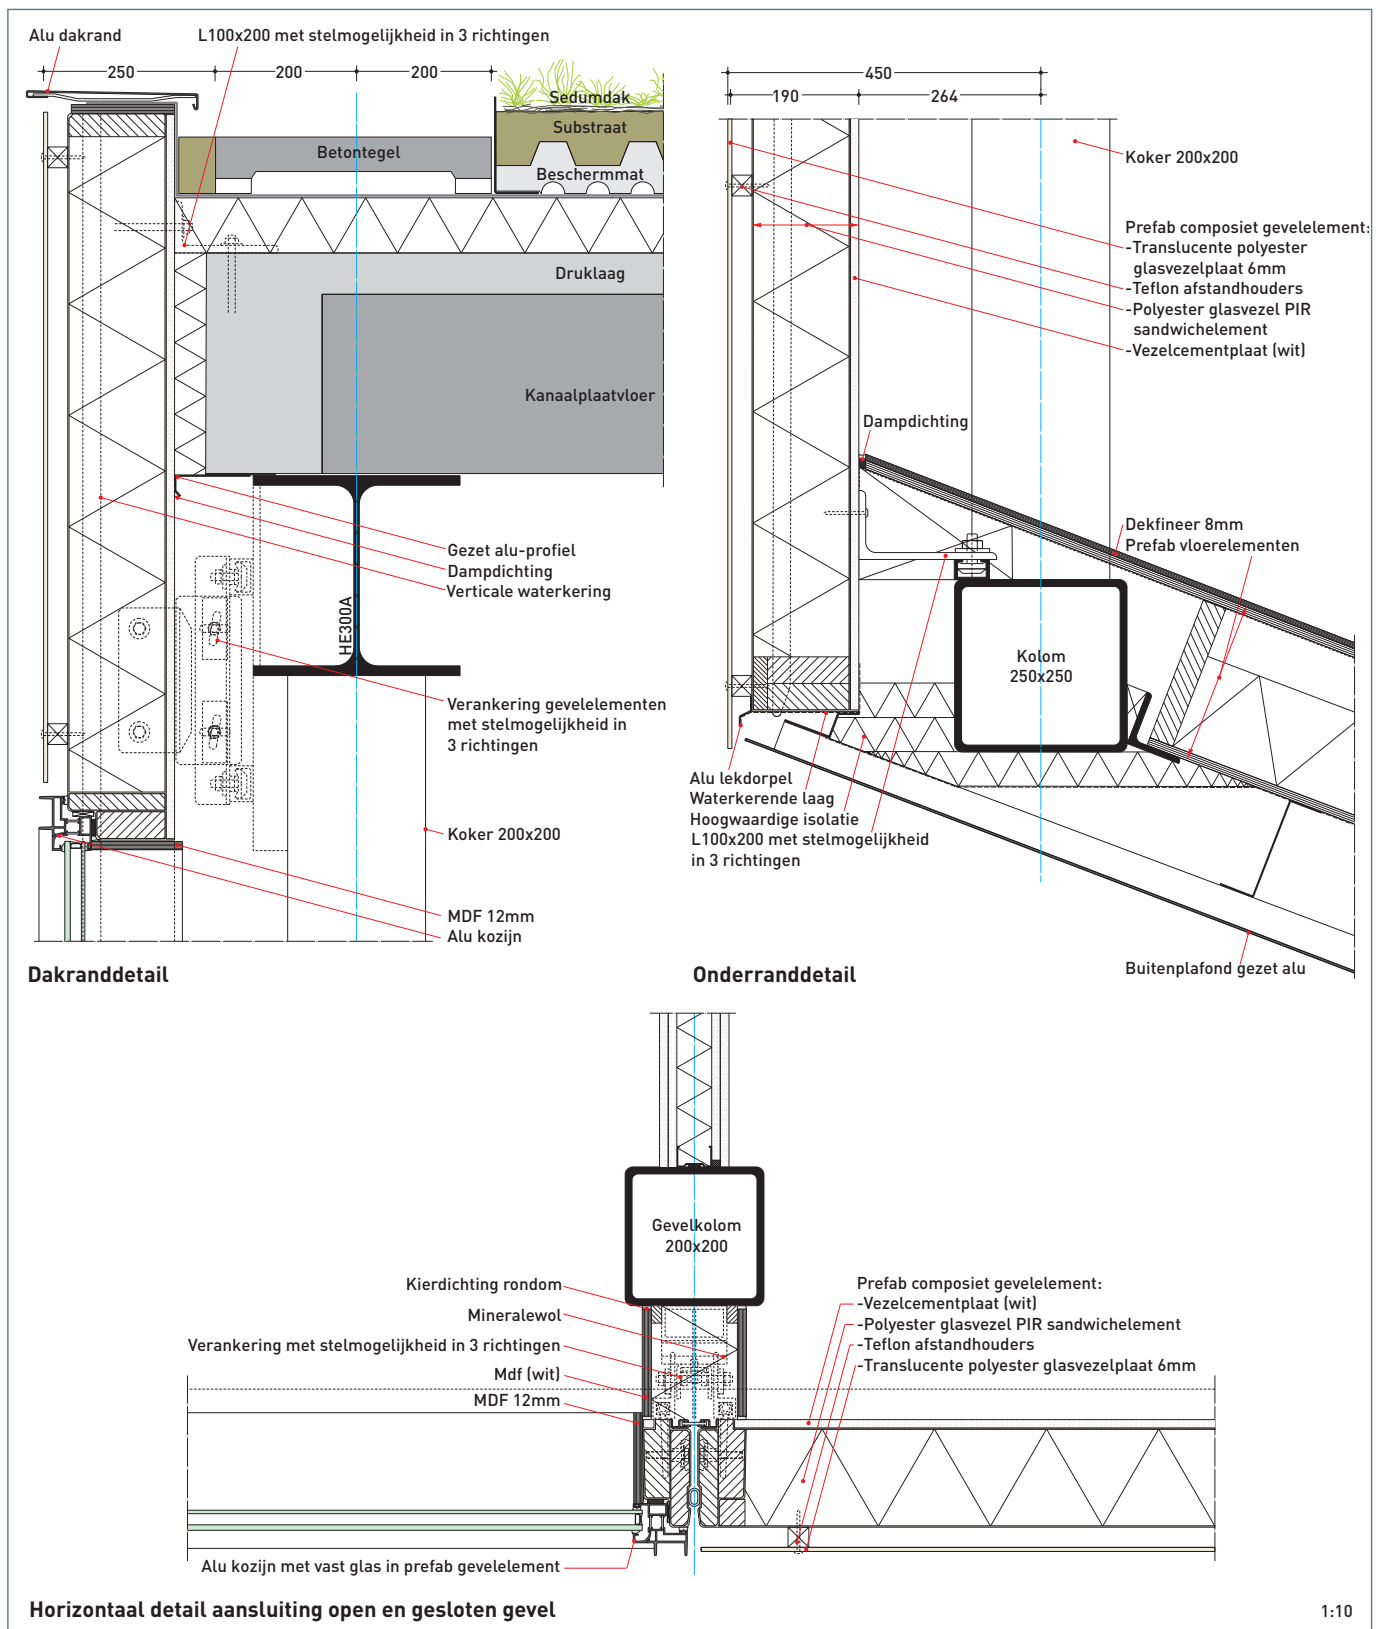 Alu dakrand
L100x200 met stelmogelijkheid in 3 richtingen
250
200
200
Sedumdak
Substraat
Betontegel
Beschermmat
Druklaag
Kanaalplaatvloer
Gezet alu-profiel
Dampdichting
Verticale waterkering
HE300A
Verankering gevelelementen
met stelmogelijkheid in
3 richtingen
Koker 200x200
MDF 12mm
Alu kozijn
Dakranddetail
450
190
264
Koker 200x200
Prefab composiet gevelelement:
-Translucente polyester
glasvezelplaat 6mm
-Teflon afstandhouders
-Polyester glasvezel PIR
sandwichelement
-Vezelcementplaat (wit)
Dampdichting
Dekfineer 8mm
Prefab vloerelementen
Kolom
250x250
Alu lekdorpel
Waterkerende laag
Hoogwaardige isolatie
L100x200 met stelmogelijkheid
in 3 richtingen
Buitenplafond gezet alu
Onderranddetail
Gevelkolom
200x200
Kierdichting rondom
Mineralewol
Verankering met stelmogelijkheid in 3 richtingen
Mdf (wit)
MDF 12mm
Prefab composiet gevelelement:
-Vezelcementplaat (wit)
-Polyester glasvezel PIR sandwichelement
-Teflon afstandhouders
-Translucente polyester glasvezelplaat 6mm
Alu kozijn met vast glas in prefab gevelelement
Horizontaal detail aansluiting open en gesloten gevel
1:10